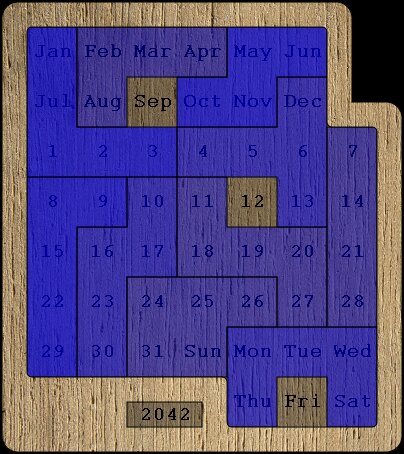 Jan Feb Mar Apr May Jun
Jul Aug Sep Oct Nov Dec
1 2 3 4 5 6 7
8 9 10 11 12 13 14
15 16 17 18 19 20 21
22 23 24 25 26 27 28
29 30 31 Sun Mon Tue Wed
Thu Fri Sat
2042